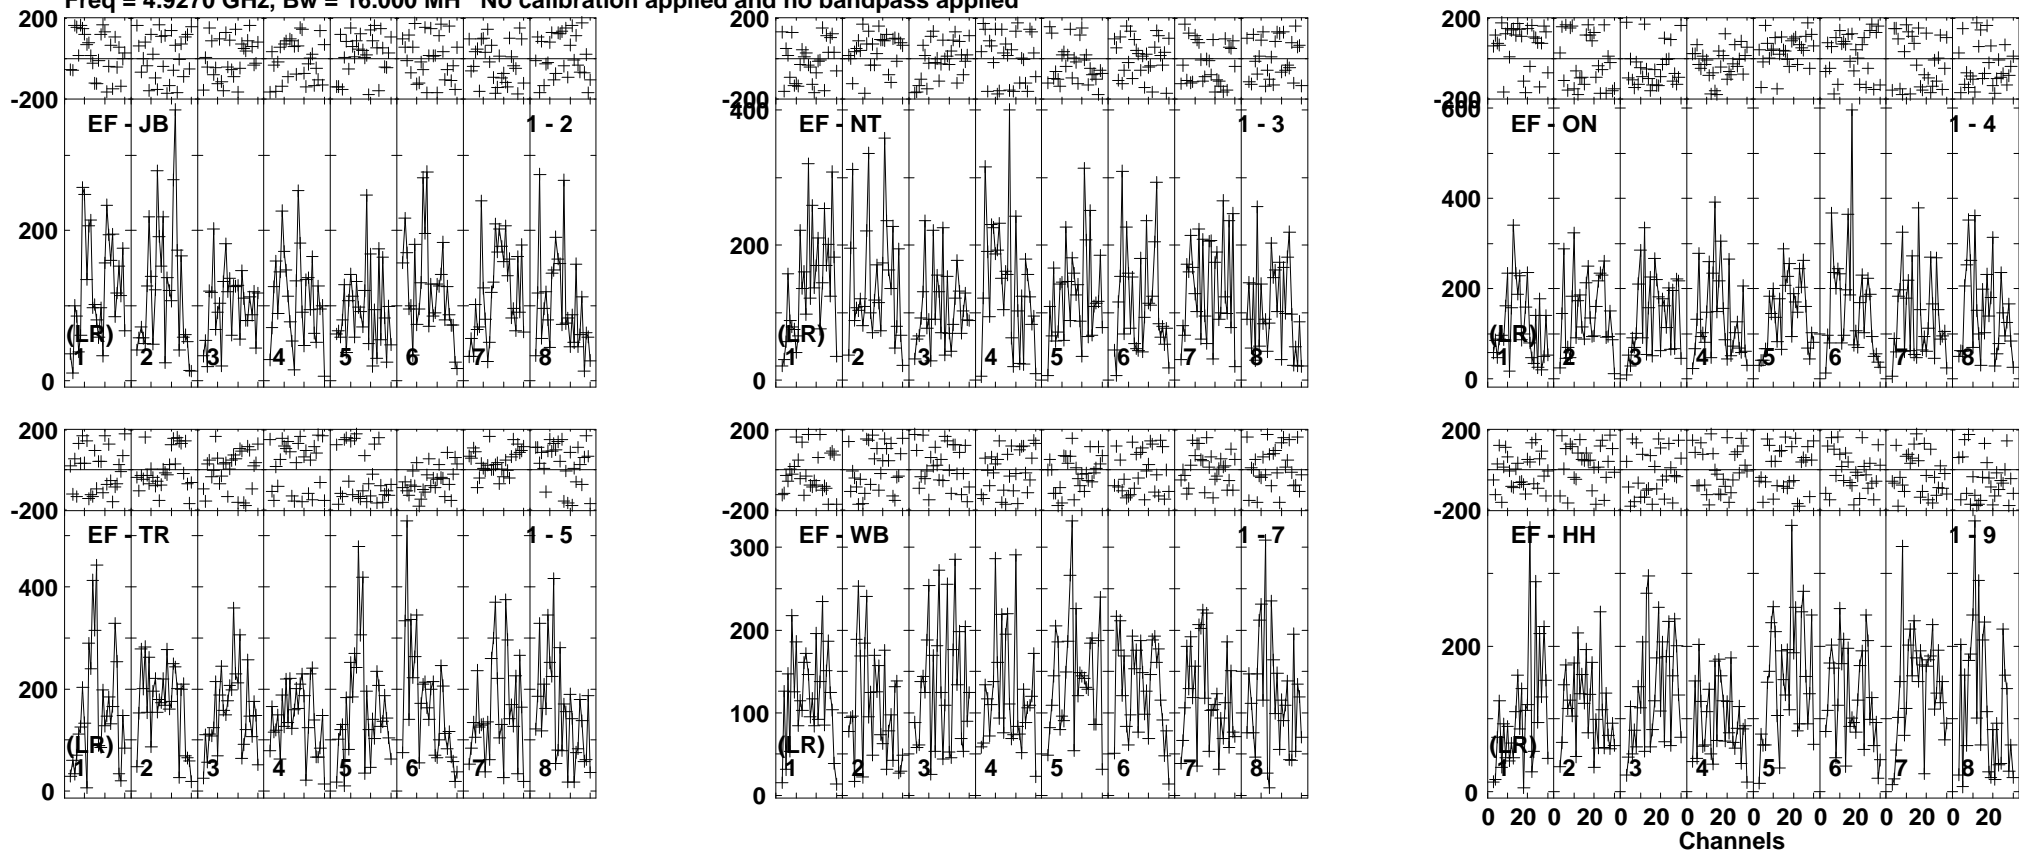 Freq = 4.9270 GHz, Bw = 16.000 MH No calibration applied and no bandpass applied
200 200 200
-200 -200 -200
EF - JB 1 - 2 400 EF - NT 1 - 3 600 EF - ON 1 - 4
400
200 200 200
(LR) (LR) (LR)
1 2 3 4 5 6 7 8 1 2 3 4 5 6 7 8 1 2 3 4 5 6 7 8
0 0 0
200 200 200
-200 -200 -200
EF - TR 1 - 5 EF - WB 1 - 7 EF - HH 1 - 9
400 300
200 200 200
100
(LR) (LR) (LR)
1 2 3 4 5 6 7 8 1 2 3 4 5 6 7 8 1 2 3 4 5 6 7 8
0 0 0
0 20 0 20 0 20 0 20 0 20 0 20 0 20 0 20
Channels